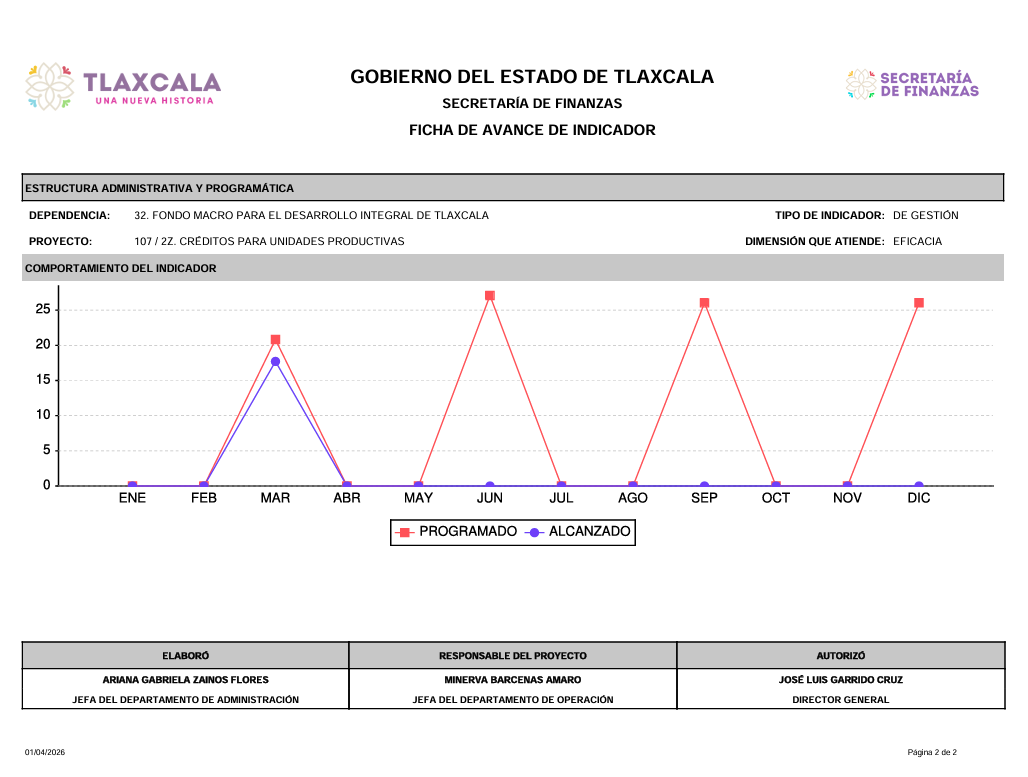 TLAXCALA
UNA NUEVA HISTORIA
GOBIERNO DEL ESTADO DE TLAXCALA
SECRETARÍA DE FINANZAS
FICHA DE AVANCE DE INDICADOR
SECRETARÍA
DE FINANZAS
ESTRUCTURA ADMINISTRATIVA Y PROGRAMÁTICA
DEPENDENCIA: 32. FONDO MACRO PARA EL DESARROLLO INTEGRAL DE TLAXCALA TIPO DE INDICADOR: DE GESTIÓN
PROYECTO: 107 / 2Z. CRÉDITOS PARA UNIDADES PRODUCTIVAS DIMENSIÓN QUE ATIENDE: EFICACIA
COMPORTAMIENTO DEL INDICADOR
25
20
15
10
5
0
ENE FEB MAR ABR MAY JUN JUL AGO SEP OCT NOV DIC
PROGRAMADO ALCANZADO
ELABORÓ RESPONSABLE DEL PROYECTO AUTORIZÓ
ARIANA GABRIELA ZAINOS FLORES MINERVA BARCENAS AMARO JOSÉ LUIS GARRIDO CRUZ
JEFA DEL DEPARTAMENTO DE ADMINISTRACIÓN JEFA DEL DEPARTAMENTO DE OPERACIÓN DIRECTOR GENERAL
01/04/2026 Página 2 de 2